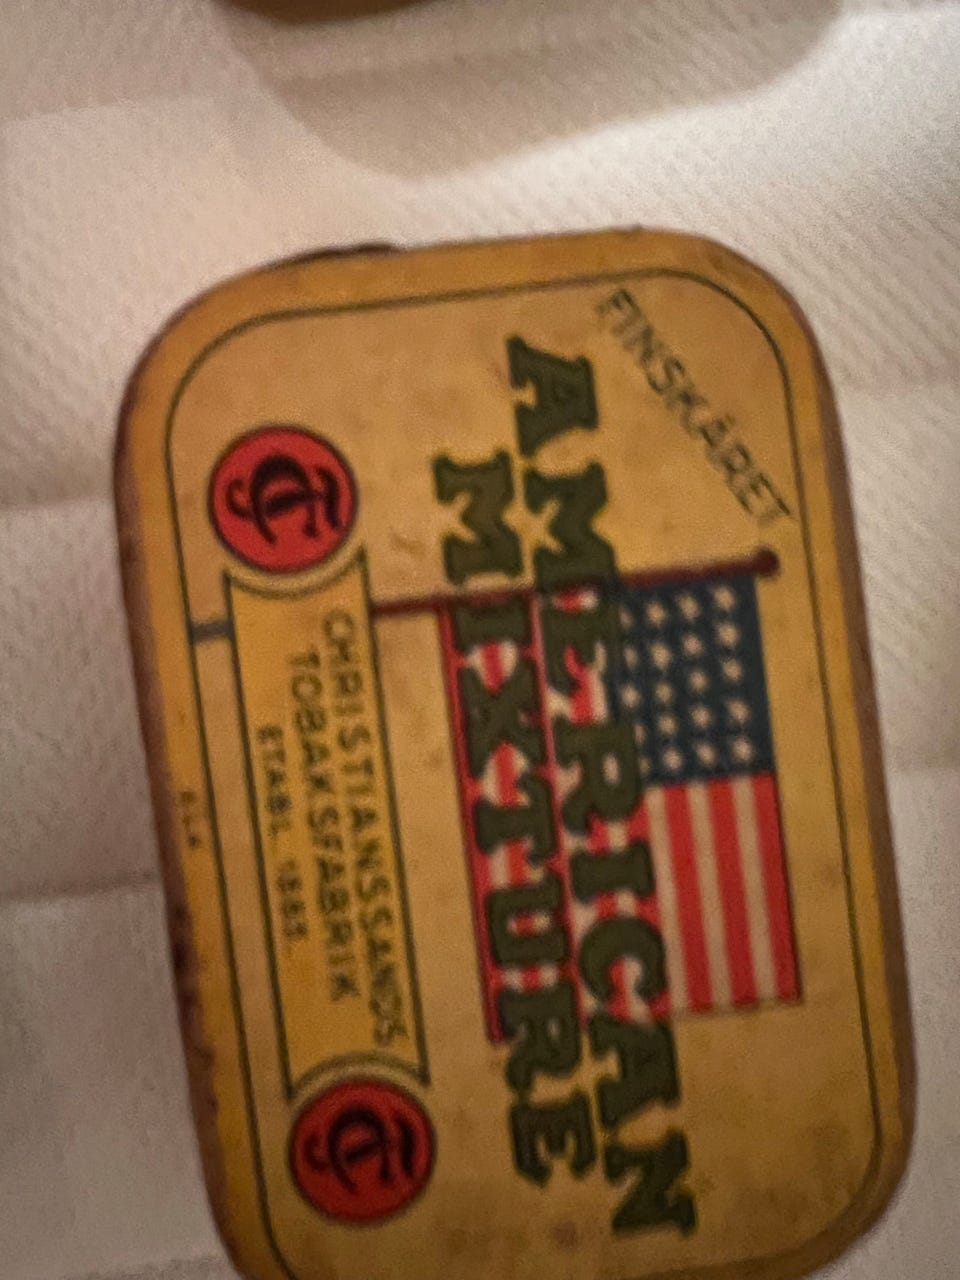 FINSKÅRET
AMERICAN
MIXTURE
CHRISTIANSSANDS
TOBAKSFABRIK
ETABL. 1883.